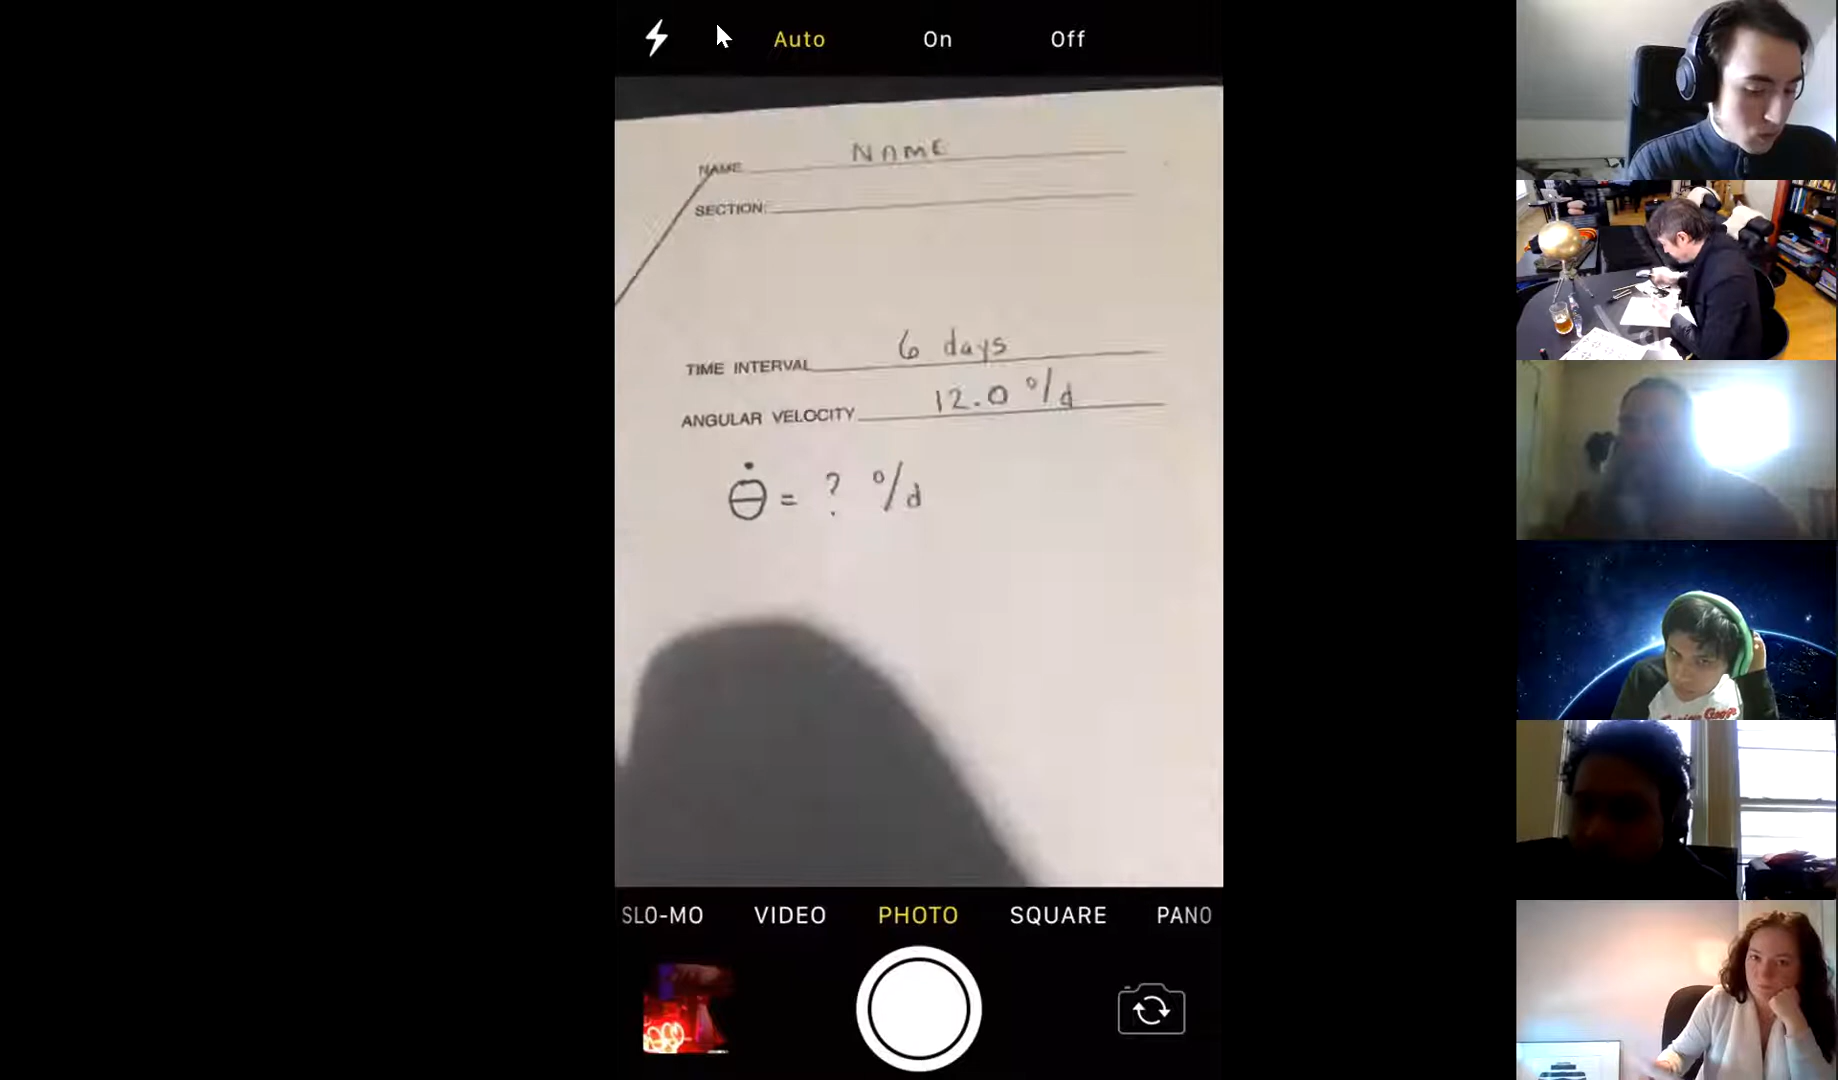 Auto On Off
NAME NAME
SECTION:
TIME INTERVAL 6 days
ANGULAR VELOCITY 12.0 °/d
θ̇ = ? °/d
SLO-MO VIDEO PHOTO SQUARE PANO